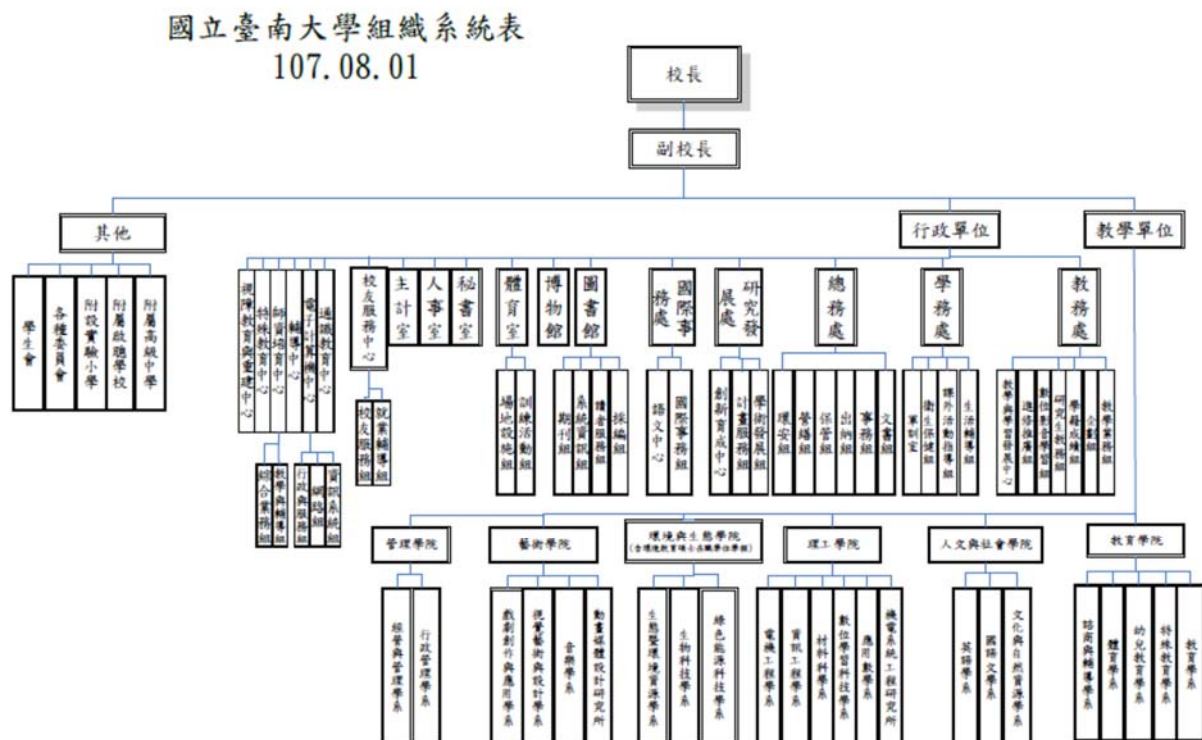 國立臺南大學組織系統表
107.08.01
校長
副校長
其他
行政單位
教學單位
學生會
各種委員會
附設實驗小學
附屬啟聰學校
附屬高級中學
視障教育與重建中心
特殊教育中心
師資培育中心
輔導中心
電子計算機中心
通識教育中心
校友服務中心
主計室
人事室
秘書室
體育室
博物館
圖書館
國際事務處
研究發展處
總務處
學務處
教務處
綜合業務組
教學與輔導組
行政與服務組
網路組
資訊系統組
校友服務組
就業輔導組
場地設施組
訓練活動組
期刊組
系統資訊組
讀者服務組
採編組
語文中心
國際事務組
創新育成中心
計畫服務組
學術發展組
環安組
營繕組
保管組
出納組
事務組
文書組
軍訓室
衛生保健組
課外活動指導組
生活輔導組
教學與學習發展中心
進修推廣組
數位影音學習組
研究生教務組
學籍成績組
企劃組
教學業務組
管理學院
藝術學院
環境與生態學院
(含環境教育碩士在職學位學程)
理工學院
人文與社會學院
教育學院
經營與管理學系
行政管理學系
戲劇創作與應用學系
視覺藝術與設計學系
音樂學系
動畫媒體設計研究所
生態暨環境資源學系
生物科技學系
綠色能源科技學系
電機工程學系
資訊工程學系
材料科學系
數位學習科技學系
應用數學系
機電系統工程研究所
英語學系
國語文學系
文化與自然資源學系
諮商與輔導學系
體育學系
幼兒教育學系
特殊教育學系
教育學系